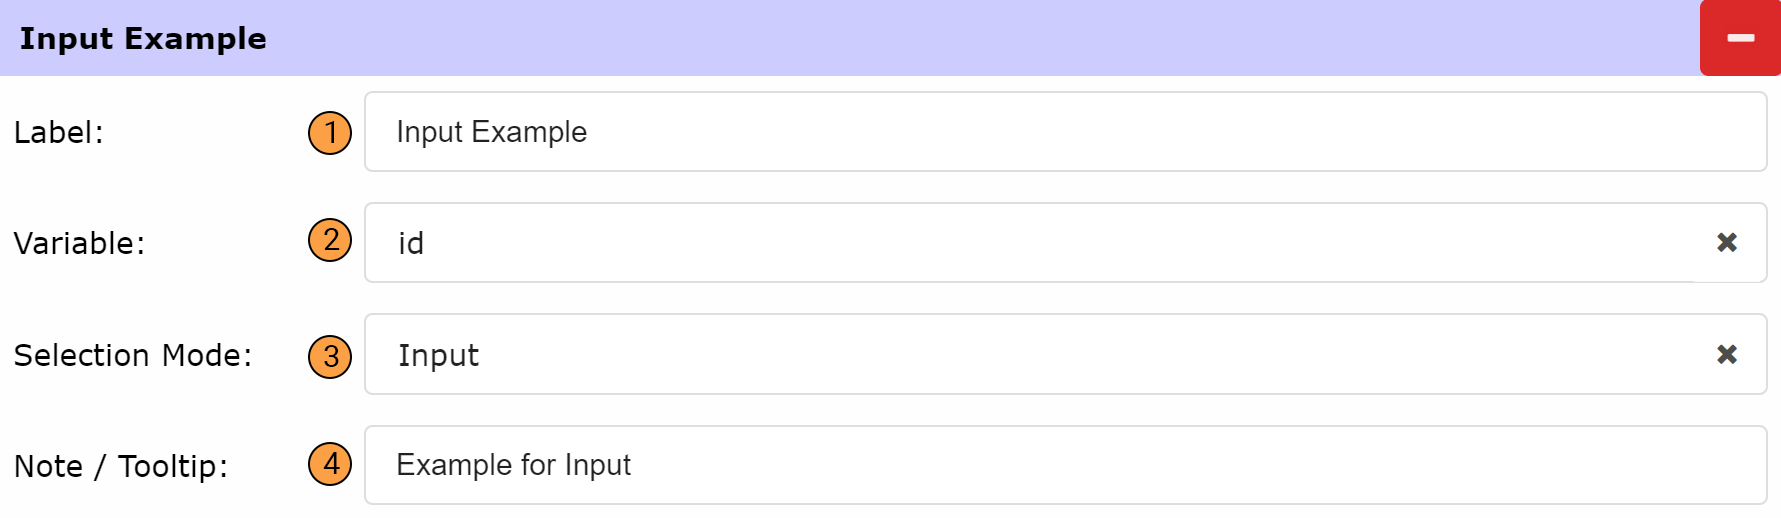 Input Example
Label: 1 Input Example
Variable: 2 id
Selection Mode: 3 Input
Note / Tooltip: 4 Example for Input